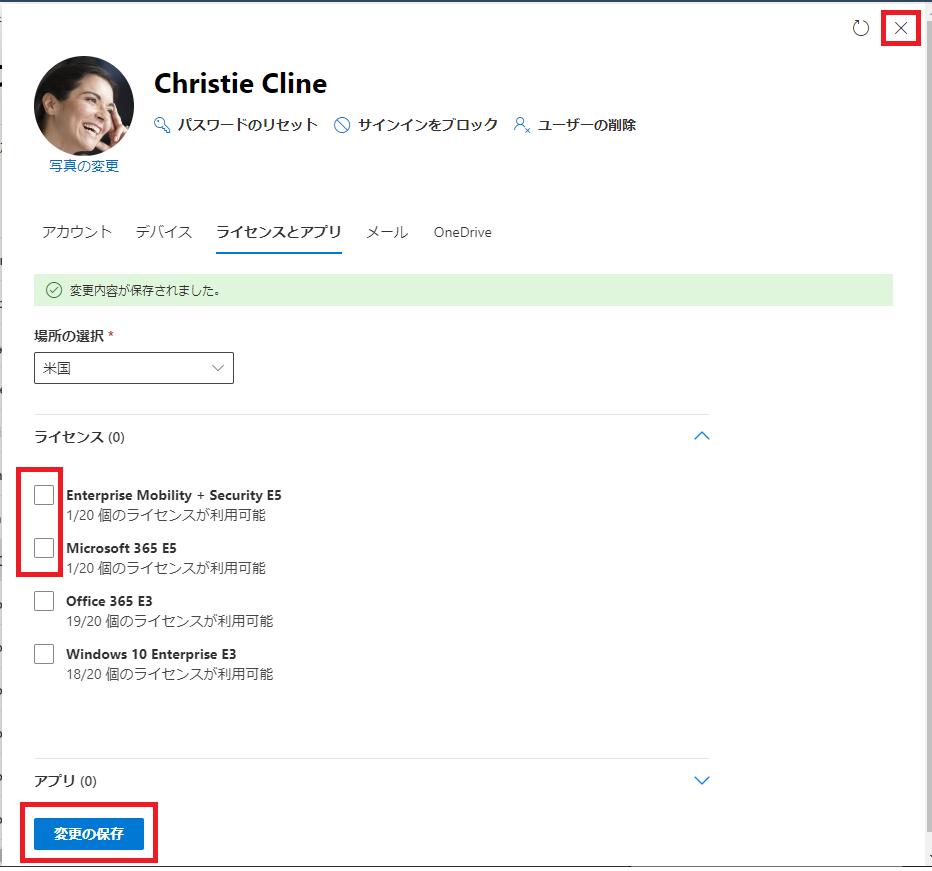 Christie Cline
パスワードのリセット サインインをブロック ユーザーの削除
写真の変更
アカウント デバイス ライセンスとアプリ メール OneDrive
変更内容が保存されました。
場所の選択 *
米国
ライセンス (0)
Enterprise Mobility + Security E5
1/20 個のライセンスが利用可能
Microsoft 365 E5
1/20 個のライセンスが利用可能
Office 365 E3
19/20 個のライセンスが利用可能
Windows 10 Enterprise E3
18/20 個のライセンスが利用可能
アプリ (0)
変更の保存